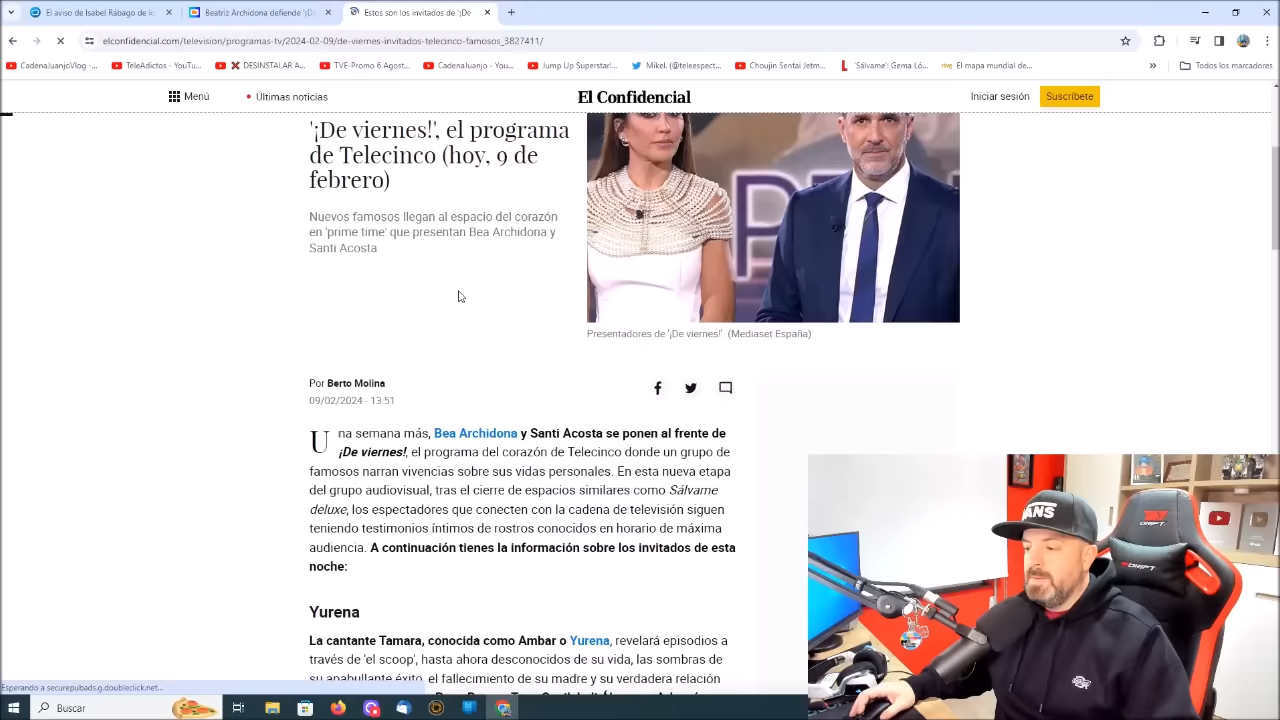 El aviso de Isabel Rábago de lo
Beatriz Archidona defiende '¡D
Estos son los invitados de '¡De
elconfidencial.com/television/programas-tv/2024-02-09/de-viernes-invitados-telecinco-famosos_3827411/
CadenaJuanjoVlog -...
TeleAdictos - YouTu...
DESINSTALAR A...
TVE-Promo 6 Agost...
CadenaJuanjo - You...
Jump Up Superstar!...
Mikel. (@teleespect...
Choujin Sentai Jetm...
'Sálvame': Gema Ló...
rtve El mapa mundial de...
Todos los marcadores
Menú
Últimas noticias
El Confidencial
Iniciar sesión
Suscríbete
'¡De viernes!', el programa
de Telecinco (hoy, 9 de
febrero)
Nuevos famosos llegan al espacio del corazón
en 'prime time' que presentan Bea Archidona y
Santi Acosta
Presentadores de '¡De viernes!' (Mediaset España)
Por Berto Molina
09/02/2024 - 13:51
Una semana más, Bea Archidona y Santi Acosta se ponen al frente de
¡De viernes!, el programa del corazón de Telecinco donde un grupo de
famosos narran vivencias sobre sus vidas personales. En esta nueva etapa
del grupo audiovisual, tras el cierre de espacios similares como Sálvame
deluxe, los espectadores que conecten con la cadena de televisión siguen
teniendo testimonios íntimos de rostros conocidos en horario de máxima
audiencia. A continuación tienes la información sobre los invitados de esta
noche:
Yurena
La cantante Tamara, conocida como Ambar o Yurena, revelará episodios a
través de 'el scoop', hasta ahora desconocidos de su vida, las sombras de
su apabullante éxito, el fallecimiento de su madre y su verdadera relación
Esperando a securepubads.g.doubleclick.net...
Buscar
VANS
DRIFT
DRIFT